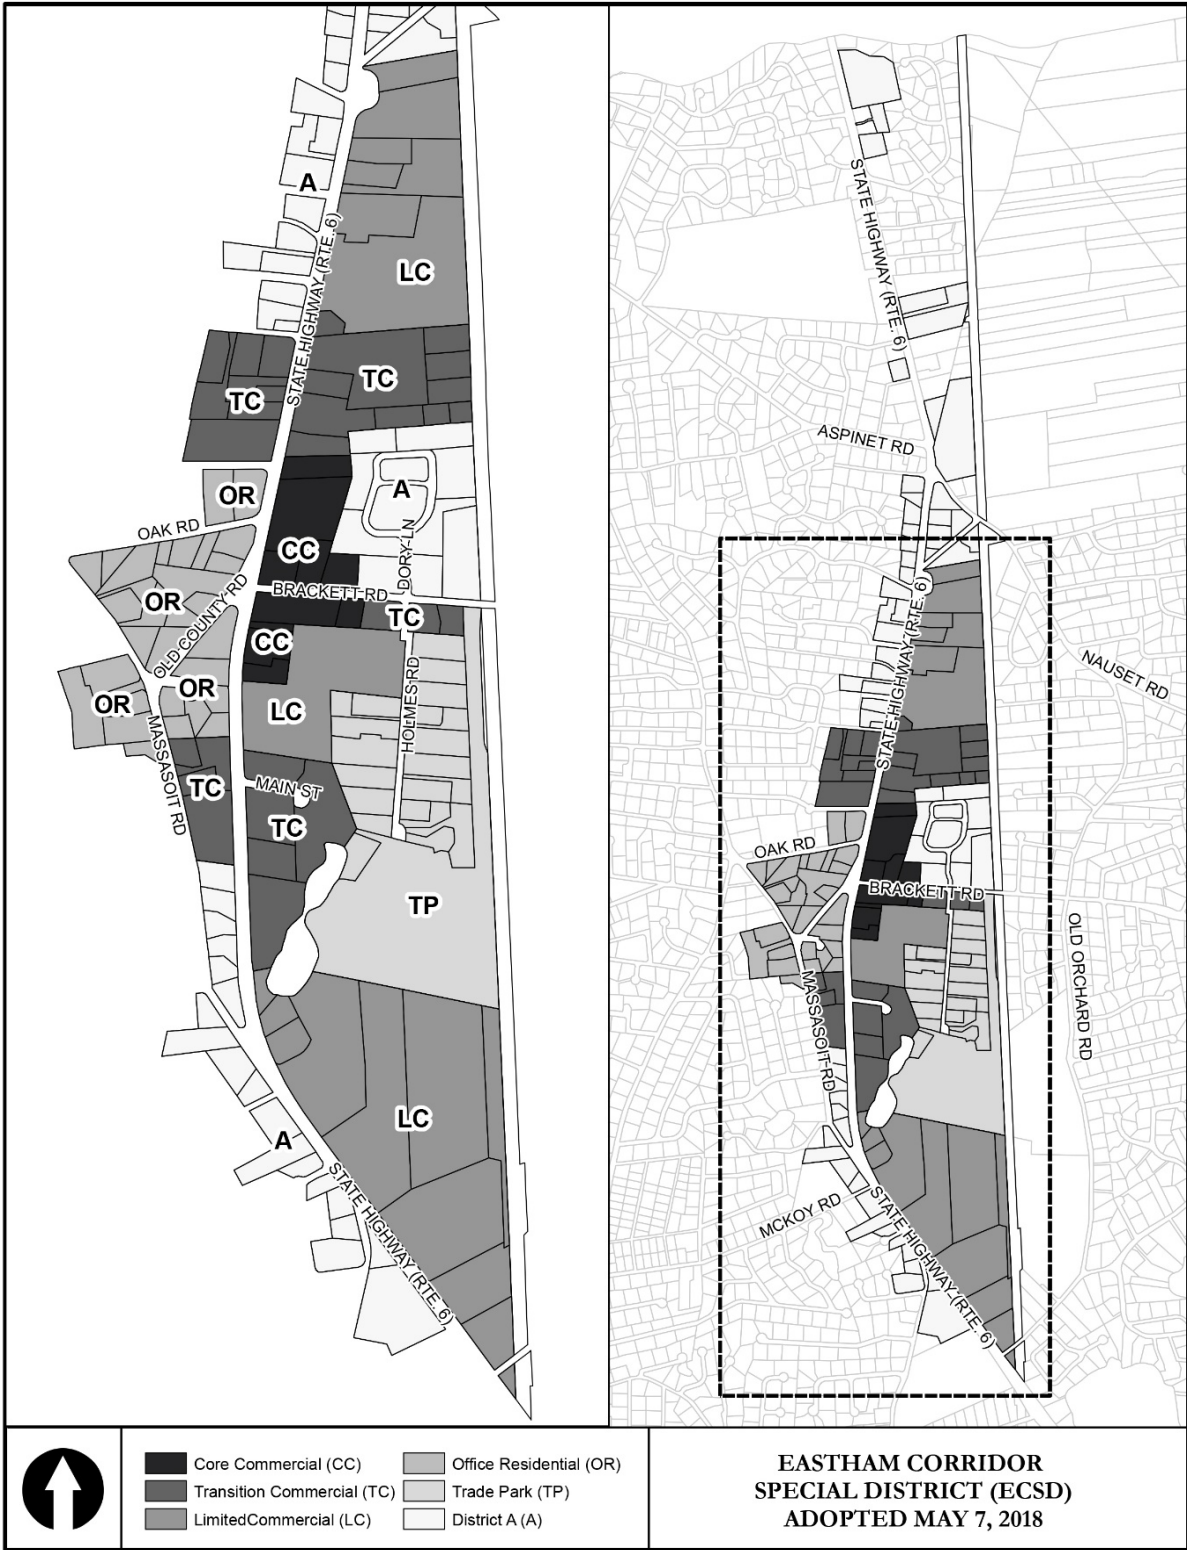 A
STATE HIGHWAY (RTE. 6)
LC
TC
TC
OR
A
OAK RD
CC
DORY LN
BRACKETT RD
OR
TC
OLD COUNTY RD
CC
OR
OR
LC
HOLMES RD
MASSASOIT RD
TC
MAIN ST
TC
TP
LC
A
STATE HIGHWAY (RTE. 6)
STATE HIGHWAY (RTE. 6)
ASPINET RD
STATE HIGHWAY (RTE. 6)
NAUSET RD
OAK RD
BRACKETT RD
OLD ORCHARD RD
MASSASOIT RD
MCKOY RD
STATE HIGHWAY (RTE. 6)
Core Commercial (CC)
Transition Commercial (TC)
LimitedCommercial (LC)
Office Residential (OR)
Trade Park (TP)
District A (A)
EASTHAM CORRIDOR
SPECIAL DISTRICT (ECSD)
ADOPTED MAY 7, 2018